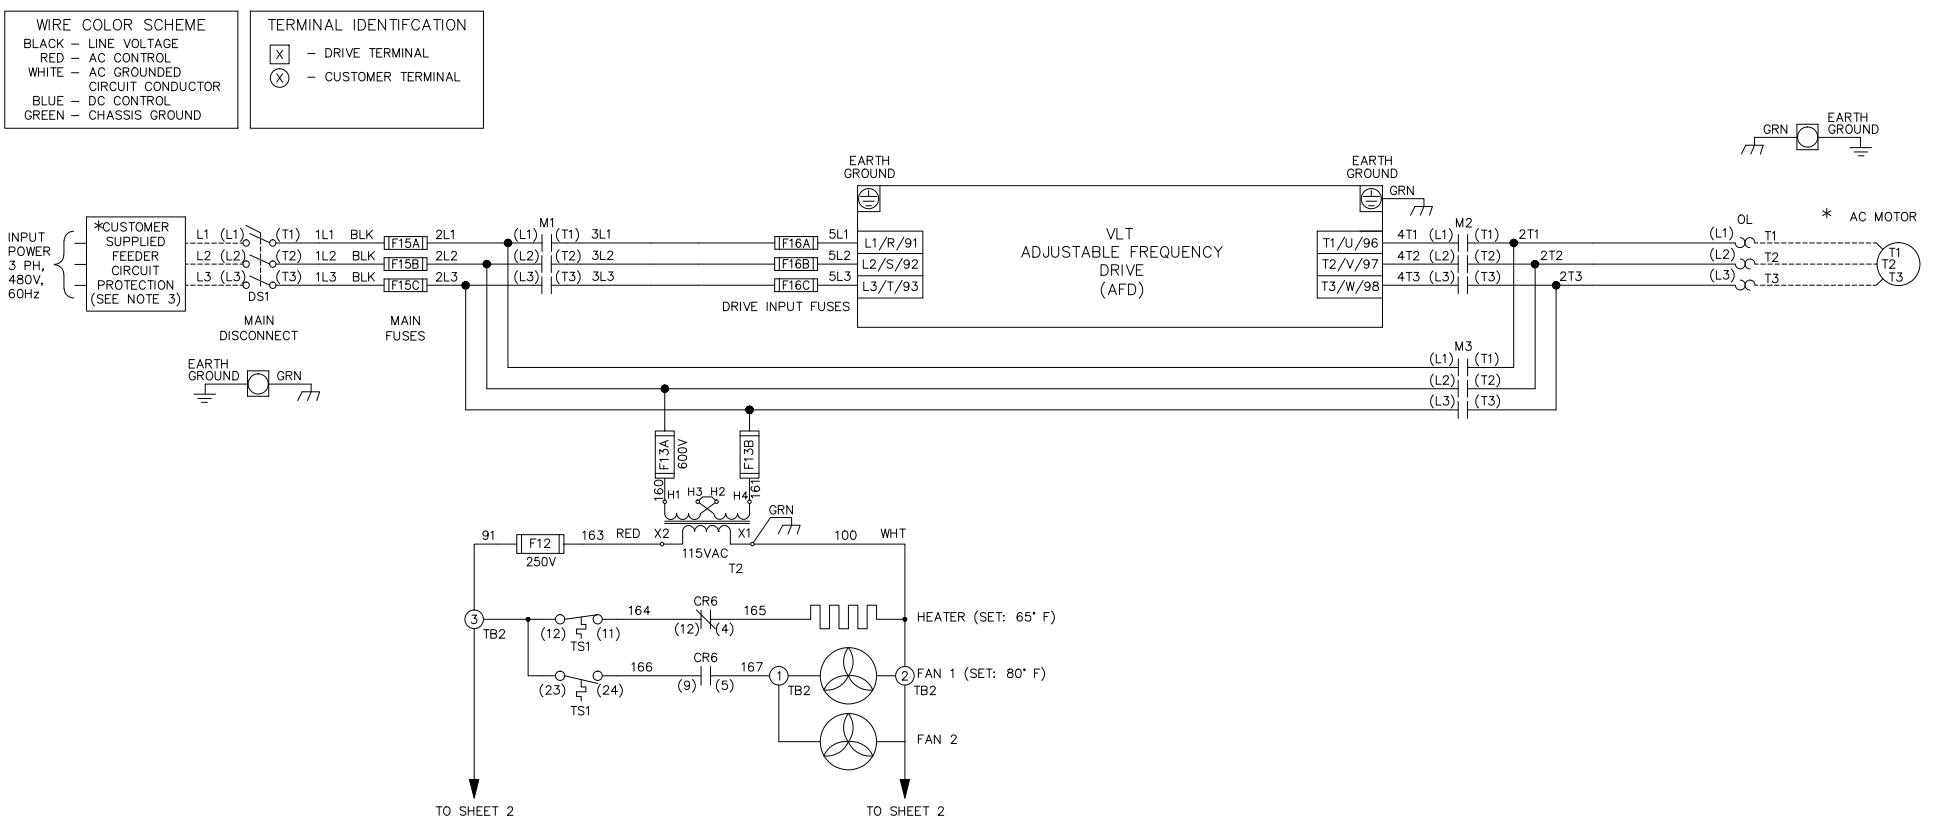 WIRE COLOR SCHEME
BLACK – LINE VOLTAGE
RED – AC CONTROL
WHITE – AC GROUNDED
CIRCUIT CONDUCTOR
BLUE – DC CONTROL
GREEN – CHASSIS GROUND
TERMINAL IDENTIFCATION
X – DRIVE TERMINAL
X – CUSTOMER TERMINAL
GRN
EARTH
GROUND
EARTH
GROUND
EARTH
GROUND
GRN
INPUT
POWER
3 PH,
480V,
60Hz
*CUSTOMER
SUPPLIED
FEEDER
CIRCUIT
PROTECTION
(SEE NOTE 3)
L1 (L1) (T1) 1L1 BLK F15A 2L1 (L1) M1 (T1) 3L1 F16A 5L1 L1/R/91
L2 (L2) (T2) 1L2 BLK F15B 2L2 (L2) (T2) 3L2 F16B 5L2 L2/S/92
L3 (L3) (T3) 1L3 BLK F15C 2L3 (L3) (T3) 3L3 F16C 5L3 L3/T/93
DS1
MAIN
DISCONNECT
MAIN
FUSES
DRIVE INPUT FUSES
VLT
ADJUSTABLE FREQUENCY
DRIVE
(AFD)
T1/U/96 4T1 (L1) M2 (T1) 2T1
T2/V/97 4T2 (L2) (T2) 2T2
T3/W/98 4T3 (L3) (T3) 2T3
OL
(L1) T1
(L2) T2
(L3) T3
* AC MOTOR
T1
T2
T3
M3
(L1) (T1)
(L2) (T2)
(L3) (T3)
EARTH
GROUND
GRN
F13A
600V
F13B
160
161
H1 H3 H2 H4
GRN
91 F12 163 RED X2 X1 100 WHT
250V
115VAC
T2
3
TB2
(12) (11)
TS1
164
CR6
(12) (4)
165
HEATER (SET: 65° F)
(23) (24)
TS1
166
CR6
(9) (5)
167
1
TB2
2
TB2
FAN 1 (SET: 80° F)
FAN 2
TO SHEET 2
TO SHEET 2